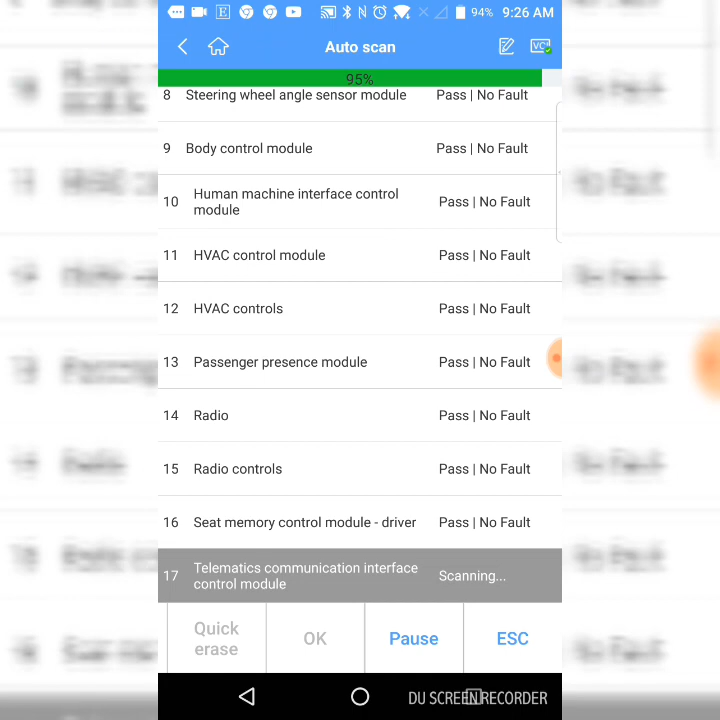 94% 9:26 AM
Auto scan
VCI
95%
8 Steering wheel angle sensor module Pass | No Fault
9 Body control module Pass | No Fault
10 Human machine interface control
module Pass | No Fault
11 HVAC control module Pass | No Fault
12 HVAC controls Pass | No Fault
13 Passenger presence module Pass | No Fault
14 Radio Pass | No Fault
15 Radio controls Pass | No Fault
16 Seat memory control module - driver Pass | No Fault
17 Telematics communication interface
control module Scanning...
Quick
erase
OK
Pause
ESC
DU SCREEN RECORDER